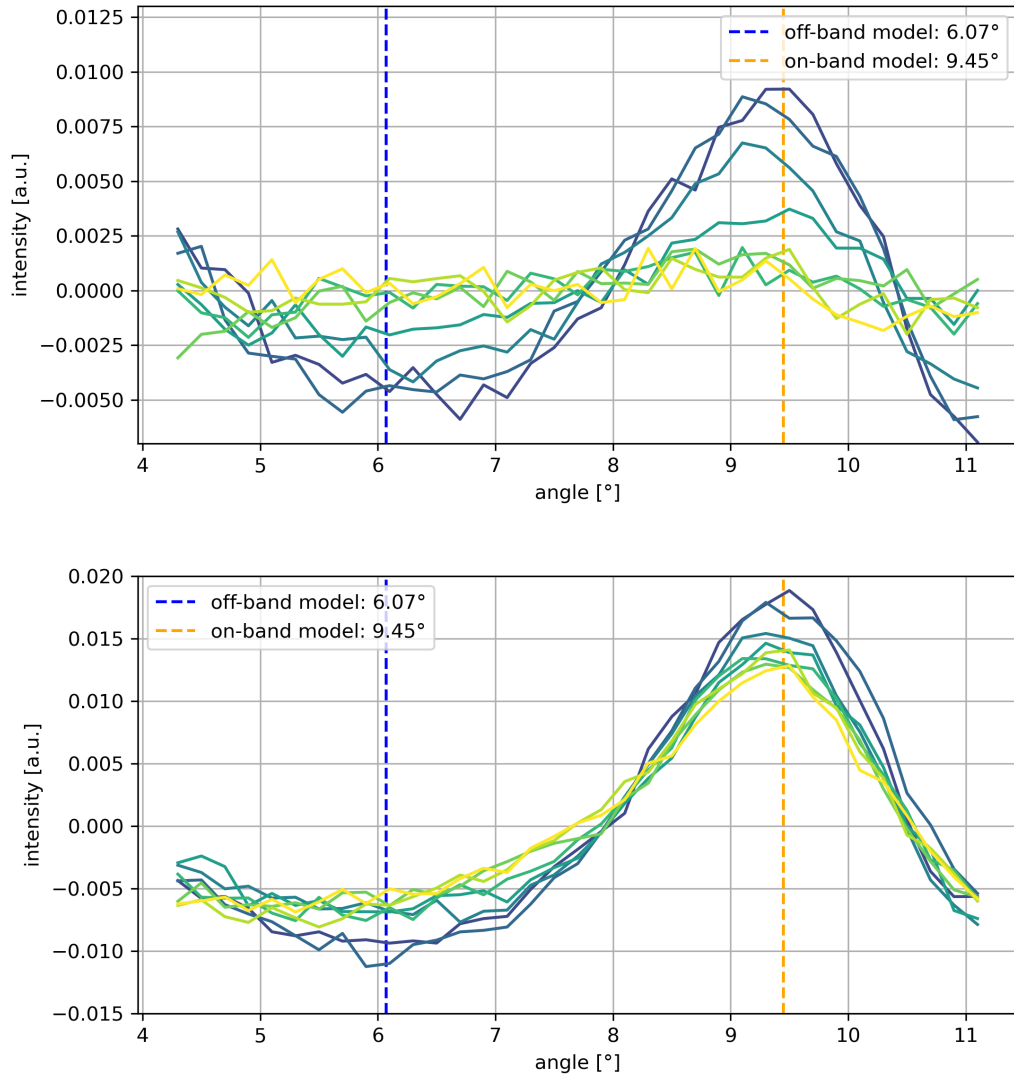 0.0125
0.0100
0.0075
0.0050
0.0025
0.0000
−0.0025
−0.0050
intensity [a.u.]
off-band model: 6.07°
on-band model: 9.45°
4 5 6 7 8 9 10 11
angle [°]
0.020
0.015
0.010
0.005
0.000
−0.005
−0.010
−0.015
intensity [a.u.]
off-band model: 6.07°
on-band model: 9.45°
4 5 6 7 8 9 10 11
angle [°]